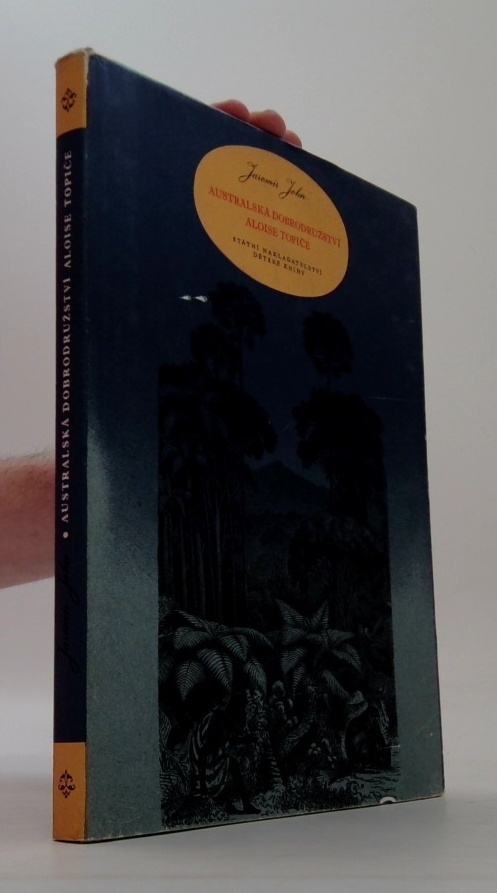 Jaromír John
AUSTRALSKÁ DOBRODRUŽSTVÍ
ALOISE TOPIČE
STÁTNÍ NAKLADATELSTVÍ
DĚTSKÉ KNIHY
Jaromír John • AUSTRALSKÁ DOBRODRUŽSTVÍ ALOISE TOPIČE